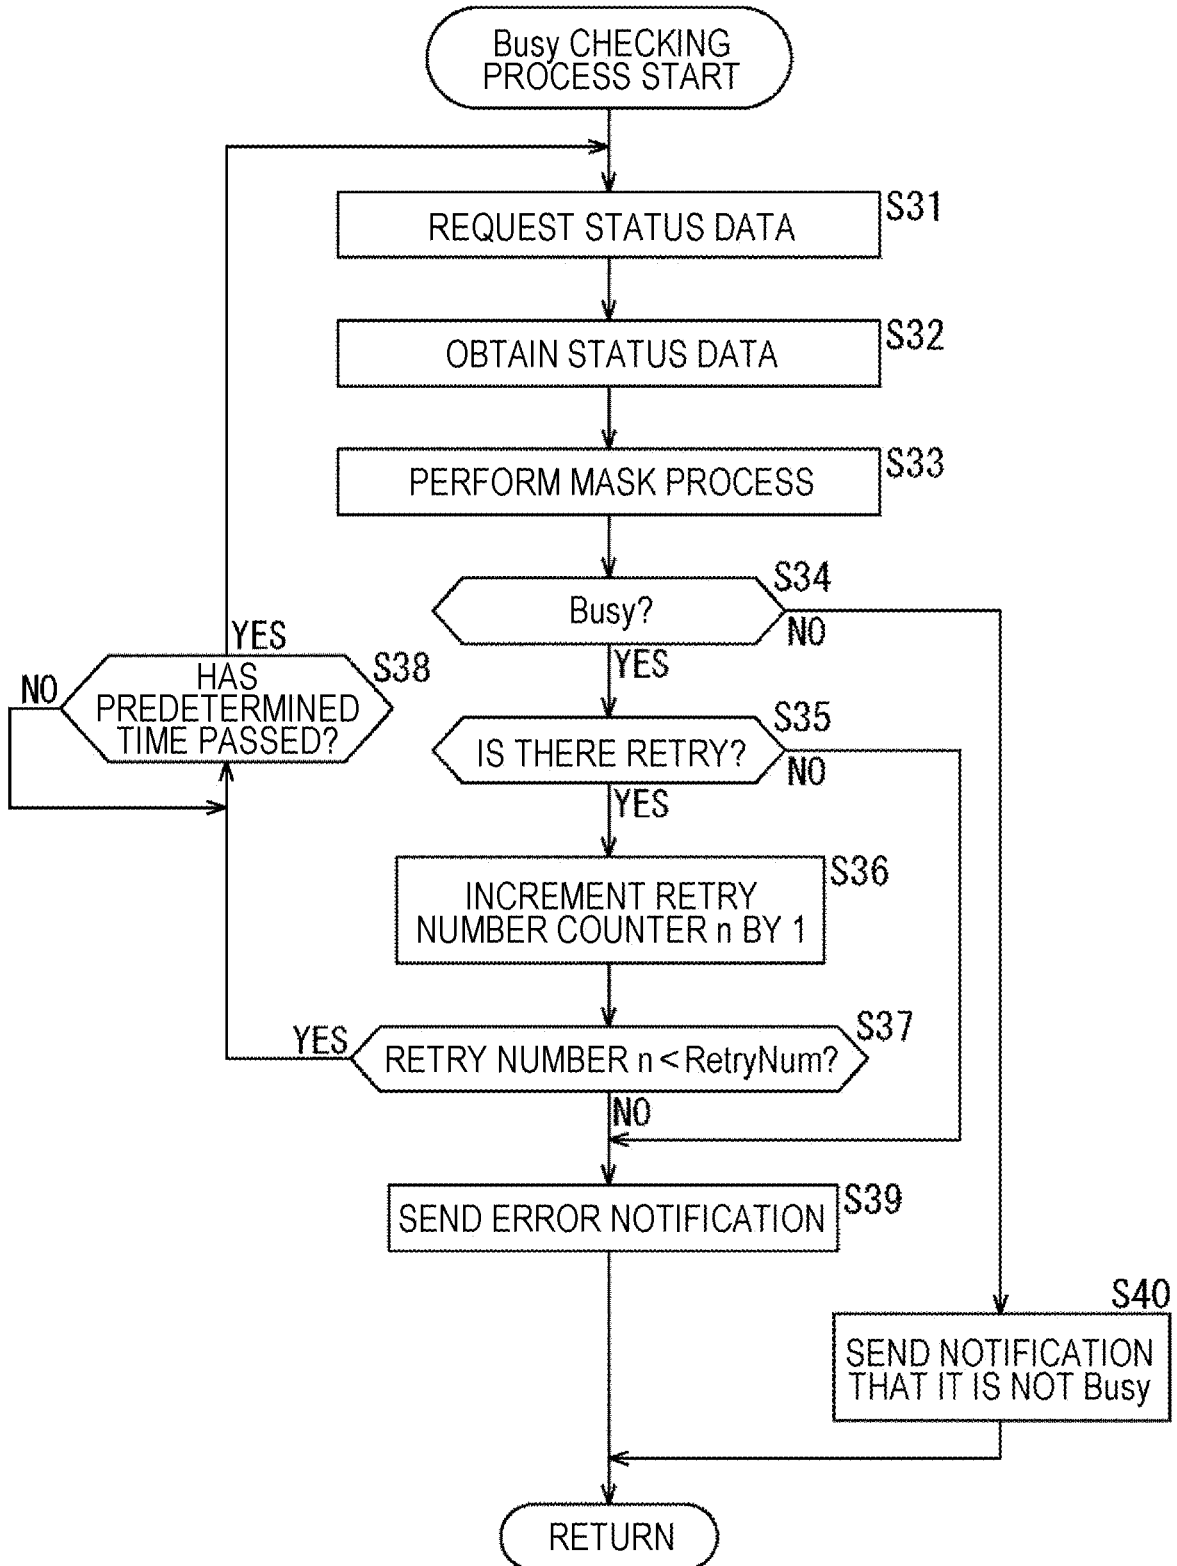 Busy CHECKING
PROCESS START
S31
REQUEST STATUS DATA
S32
OBTAIN STATUS DATA
S33
PERFORM MASK PROCESS
S34
Busy?
NO
YES
YES
S38
HAS
PREDETERMINED
TIME PASSED?
NO
S35
IS THERE RETRY?
NO
YES
S36
INCREMENT RETRY
NUMBER COUNTER n BY 1
S37
YES
RETRY NUMBER n < RetryNum?
NO
S39
SEND ERROR NOTIFICATION
S40
SEND NOTIFICATION
THAT IT IS NOT Busy
RETURN